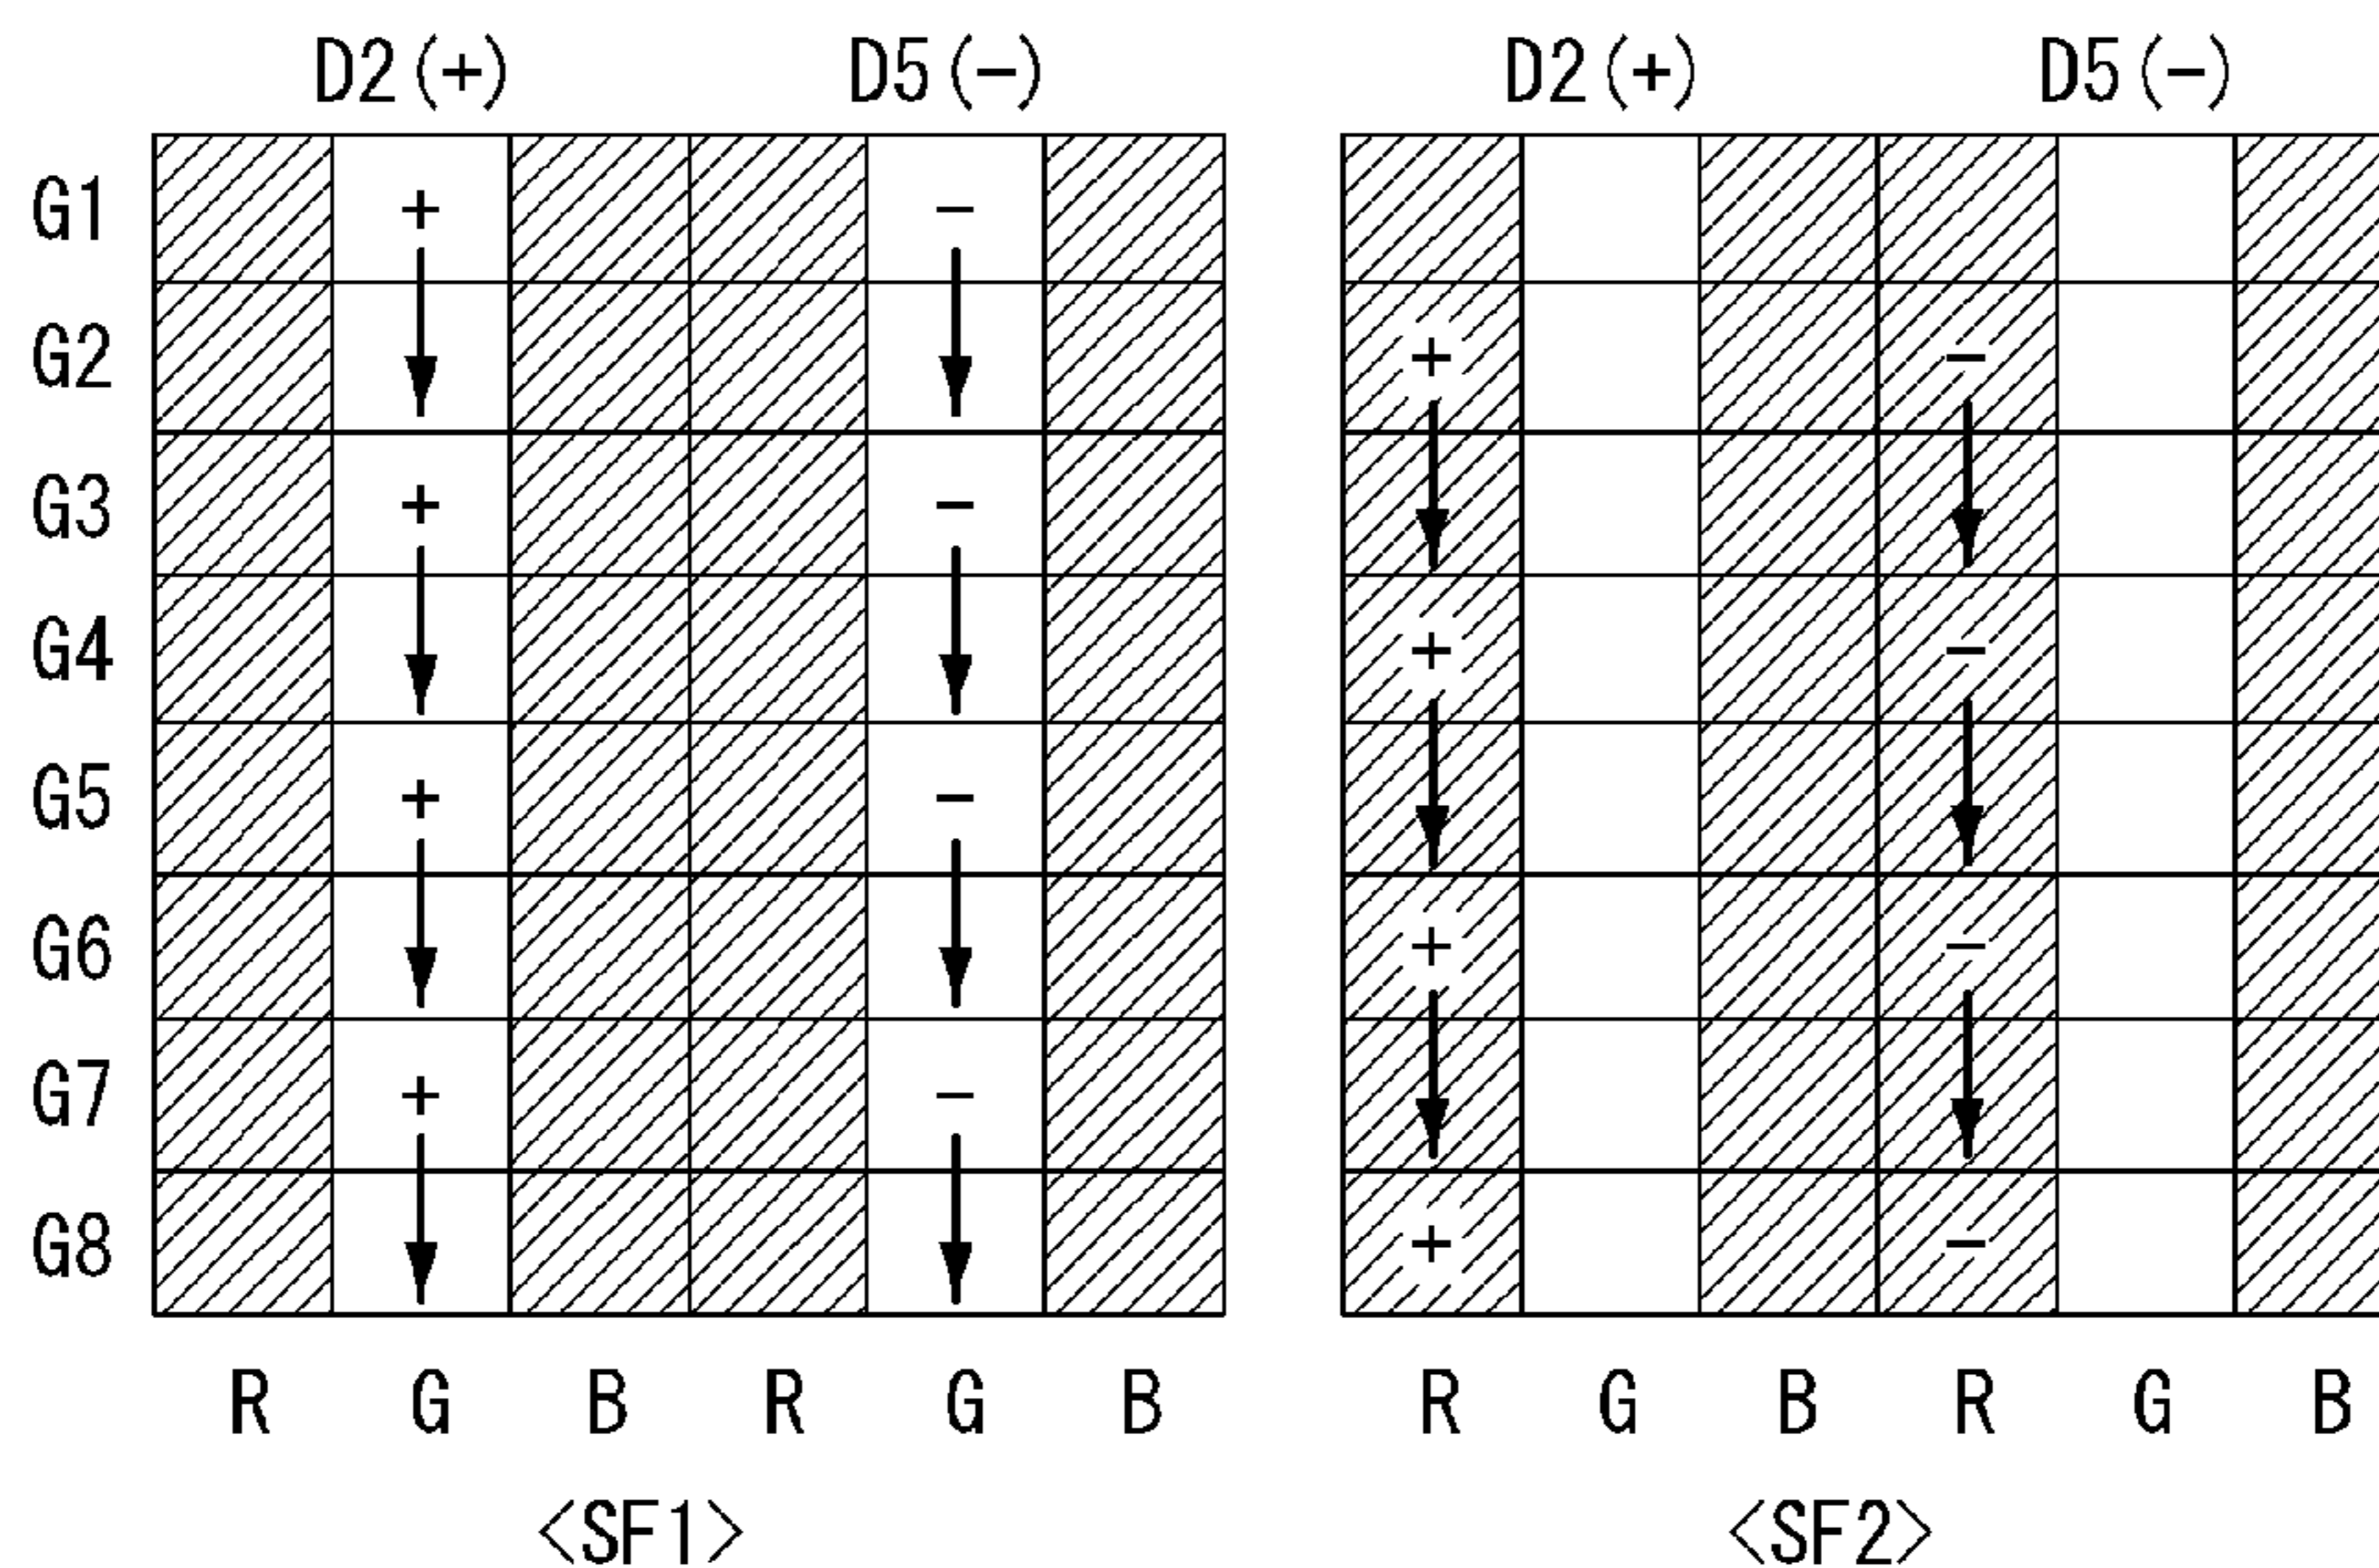 D2(+) D5(-) D2(+) D5(-)
G1 + -
G2 + -
G3 + -
G4 + -
G5 + -
G6 + -
G7 + -
G8 + -
R G B R G B R G B R G B
<SF1> <SF2>